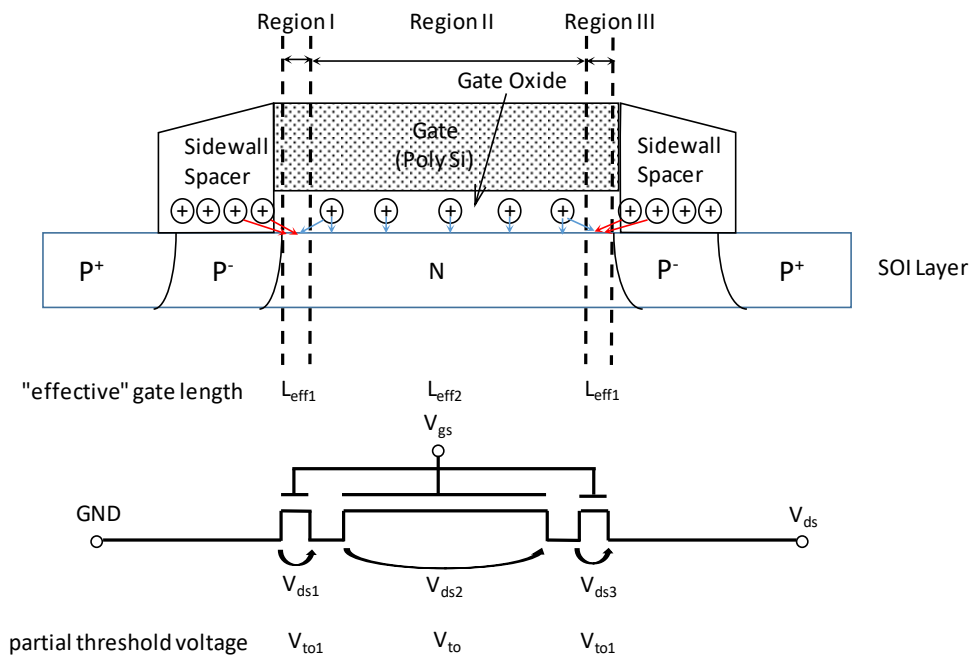 Region I Region II Region III
Gate Oxide
Gate
(Poly Si)
Sidewall
Spacer
Sidewall
Spacer
+ + + + + + + + + + + + +
P+ P- N P- P+
SOI Layer
"effective" gate length Leff1 Leff2 Leff1
Vgs
GND
Vds
Vds1 Vds2 Vds3
partial threshold voltage Vto1 Vto Vto1